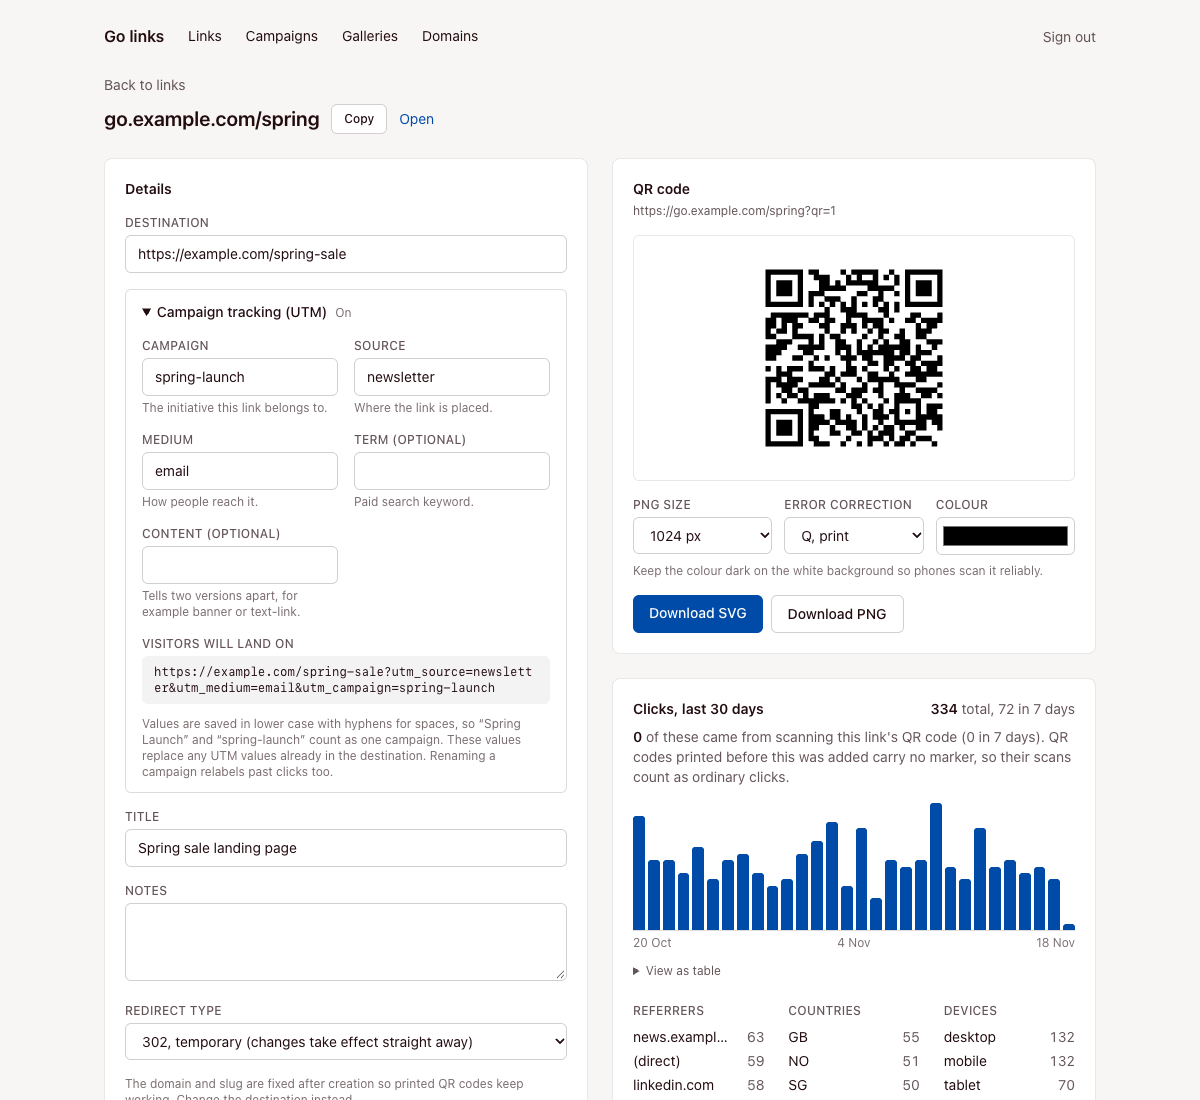 Go links
Links
Campaigns
Galleries
Domains
Sign out
Back to links
go.example.com/spring
Copy
Open
Details
DESTINATION
https://example.com/spring-sale
▼ Campaign tracking (UTM) On
CAMPAIGN
SOURCE
spring-launch
newsletter
The initiative this link belongs to.
Where the link is placed.
MEDIUM
TERM (OPTIONAL)
email
How people reach it.
Paid search keyword.
CONTENT (OPTIONAL)
Tells two versions apart, for
example banner or text-link.
VISITORS WILL LAND ON
https://example.com/spring-sale?utm_source=newslett
er&utm_medium=email&utm_campaign=spring-launch
Values are saved in lower case with hyphens for spaces, so “Spring
Launch” and “spring-launch” count as one campaign. These values
replace any UTM values already in the destination. Renaming a
campaign relabels past clicks too.
TITLE
Spring sale landing page
NOTES
REDIRECT TYPE
302, temporary (changes take effect straight away)
The domain and slug are fixed after creation so printed QR codes keep
working. Change the destination instead.
QR code
https://go.example.com/spring?qr=1
PNG SIZE
ERROR CORRECTION
COLOUR
1024 px
Q, print
Keep the colour dark on the white background so phones scan it reliably.
Download SVG
Download PNG
Clicks, last 30 days
334 total, 72 in 7 days
0 of these came from scanning this link's QR code (0 in 7 days). QR
codes printed before this was added carry no marker, so their scans
count as ordinary clicks.
20 Oct
4 Nov
18 Nov
▶ View as table
REFERRERS
COUNTRIES
DEVICES
news.exampl... 63
GB 55
desktop 132
(direct) 59
NO 51
mobile 132
linkedin.com 58
SG 50
tablet 70